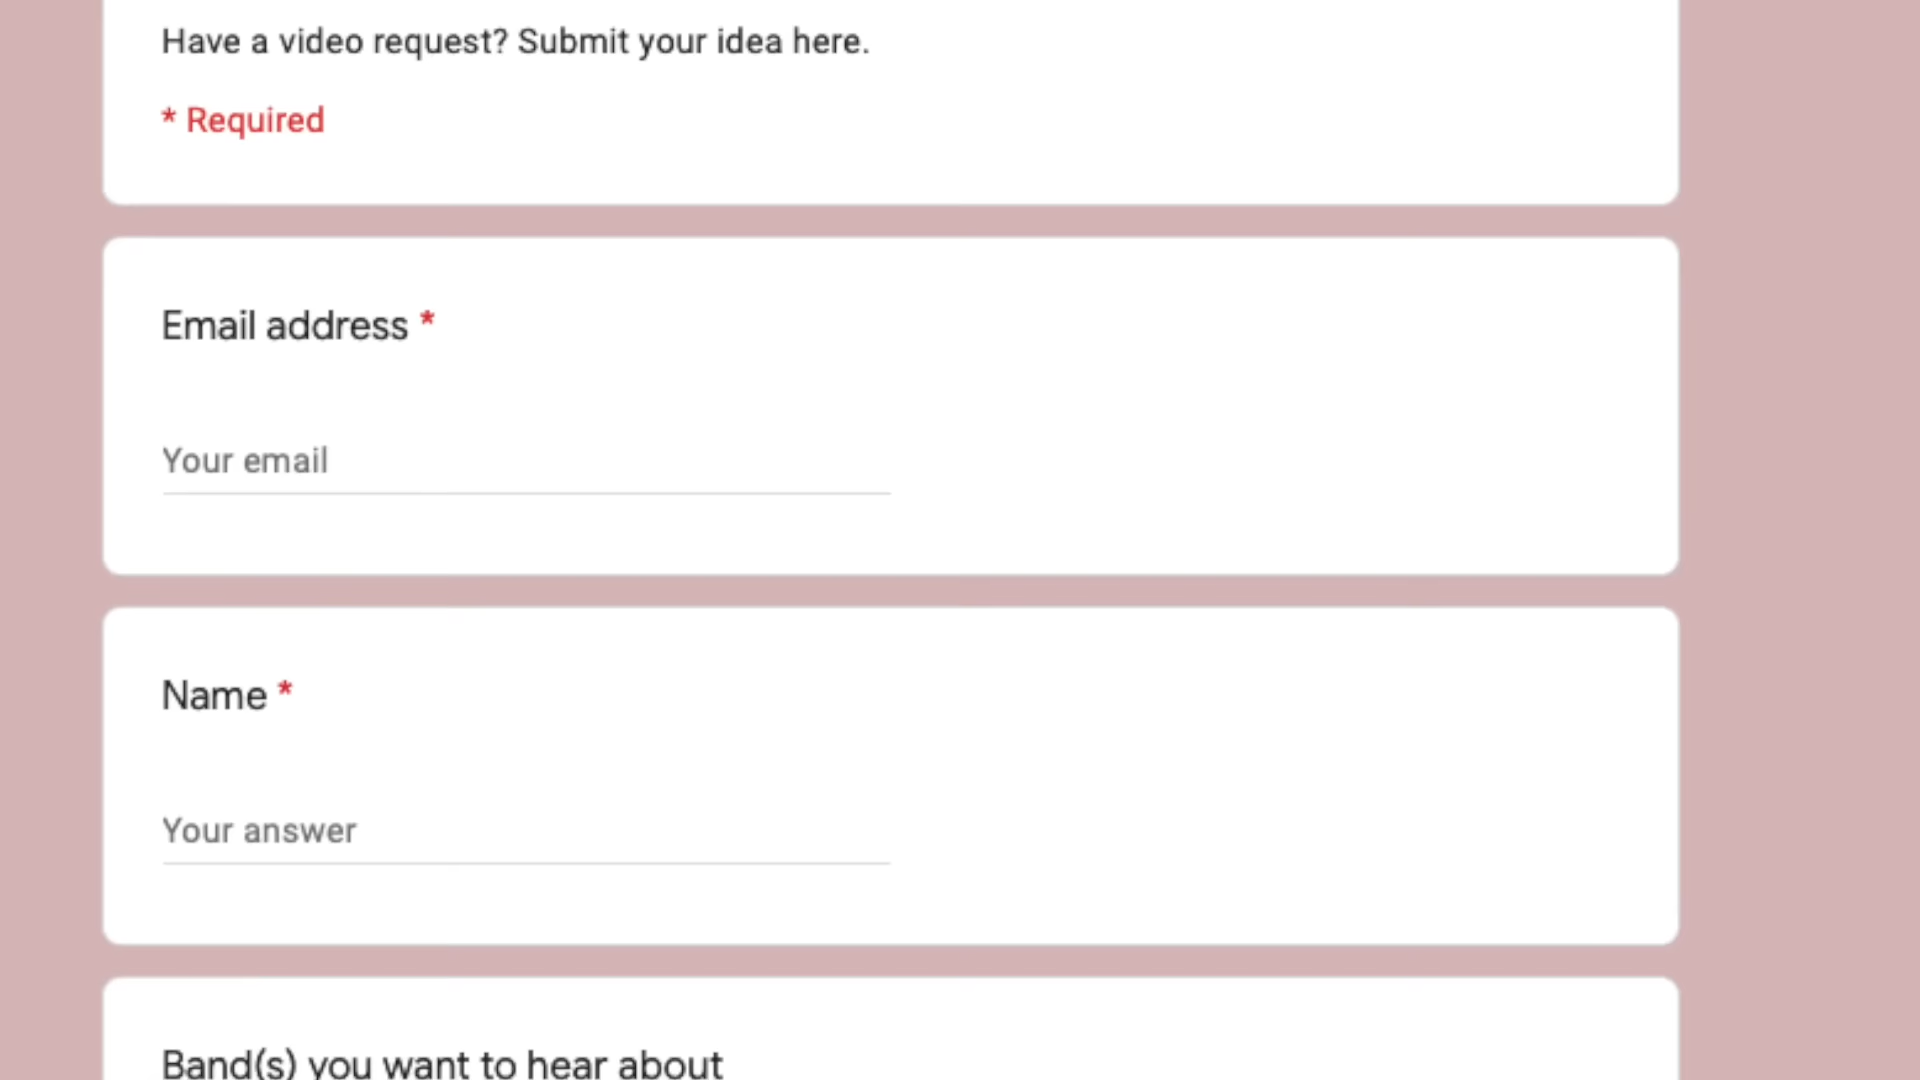 Have a video request? Submit your idea here.
* Required
Email address *
Your email
Name *
Your answer
Band(s) you want to hear about